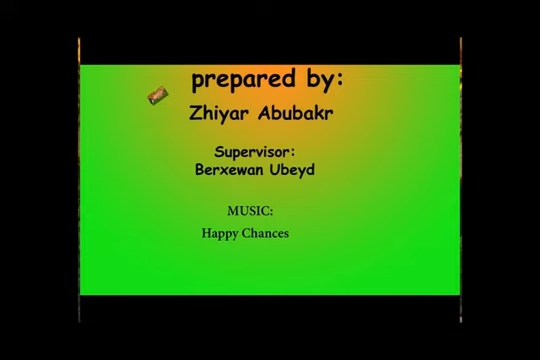 prepared by:
Zhiyar Abubakr
Supervisor:
Berxewan Ubeyd
MUSIC:
Happy Chances